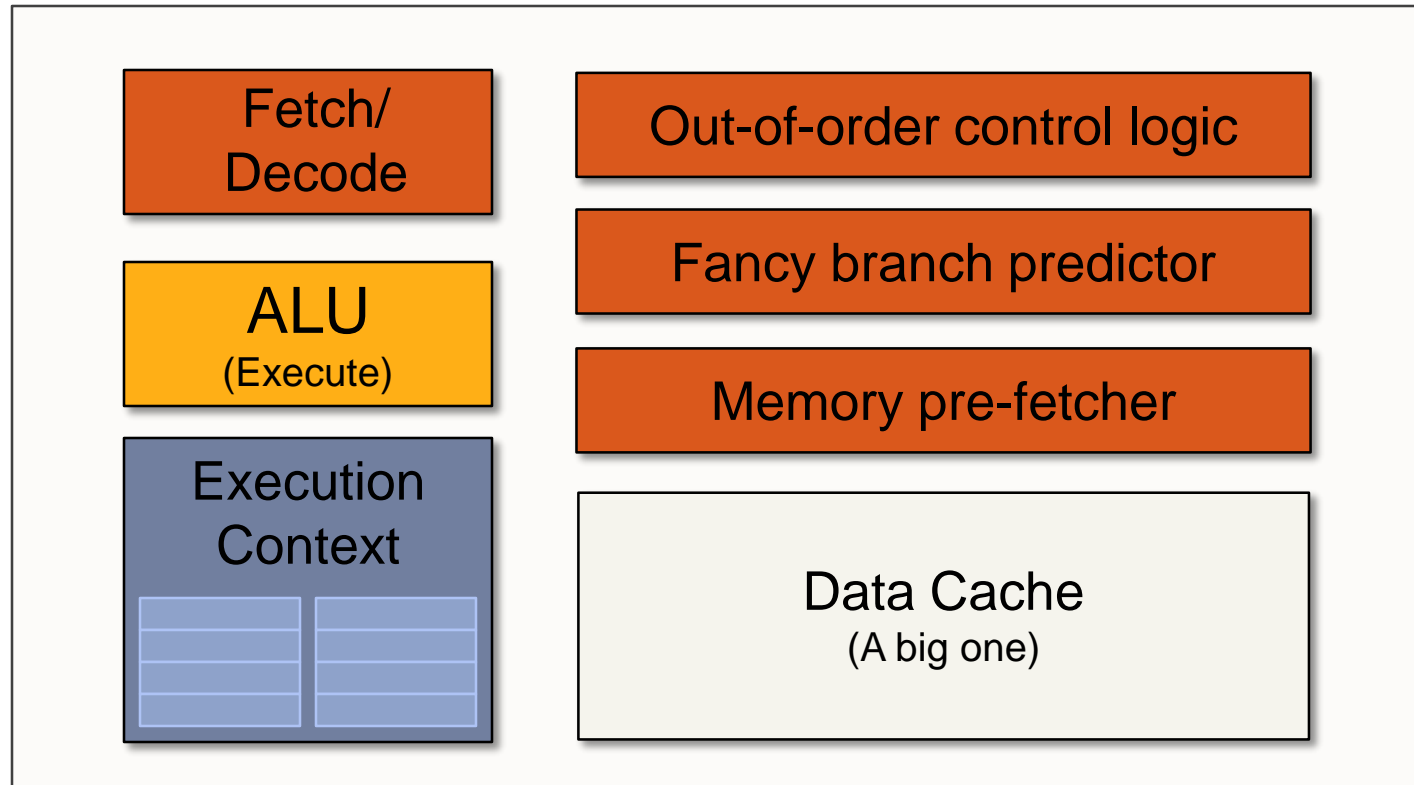 Fetch/
Decode
ALU
(Execute)
Execution
Context
Out-of-order control logic
Fancy branch predictor
Memory pre-fetcher
Data Cache
(A big one)